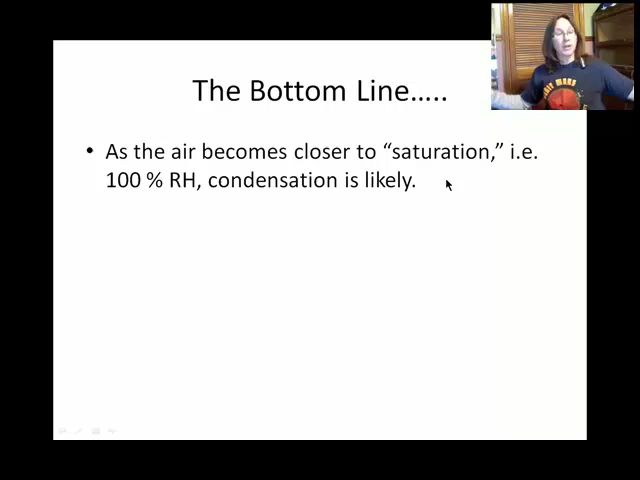 The Bottom Line…..
• As the air becomes closer to “saturation,” i.e.
100 % RH, condensation is likely.